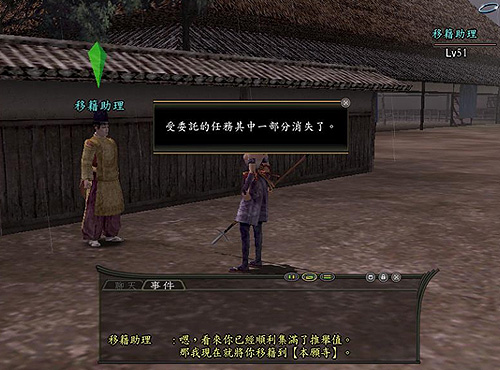 移籍助理
Lv51
移籍助理
受委託的任務其中一部分消失了。
聊天 事件
移籍助理 :嗯,看來你已經順利集滿了推舉值。
那我現在就將你移籍到【本願寺】。